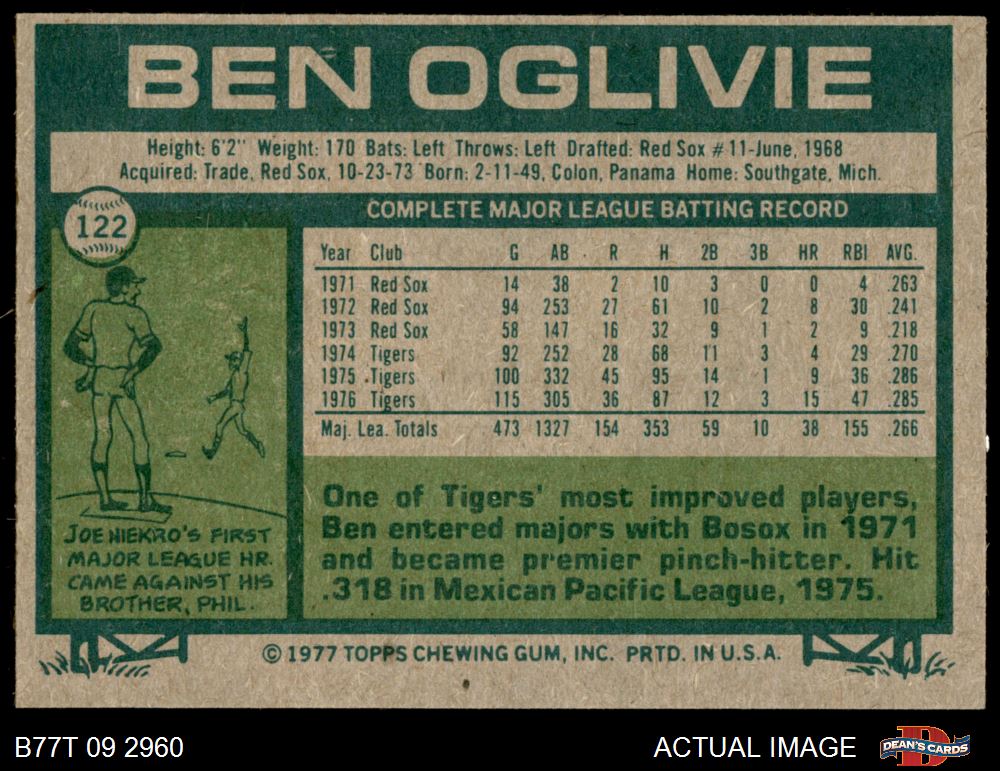 BEN OGLIVIE
Height: 6'2" Weight: 170 Bats: Left Throws: Left Drafted: Red Sox #11-June, 1968
Acquired: Trade, Red Sox, 10-23-73 Born: 2-11-49, Colon, Panama Home: Southgate, Mich.
122
COMPLETE MAJOR LEAGUE BATTING RECORD
Year Club G AB R H 2B 3B HR RBI AVG.
1971 Red Sox 14 38 2 10 3 0 0 4 .263
1972 Red Sox 94 253 27 61 10 2 8 30 .241
1973 Red Sox 58 147 16 32 9 1 2 9 .218
1974 Tigers 92 252 28 68 11 3 4 29 .270
1975 Tigers 100 332 45 95 14 1 9 36 .286
1976 Tigers 115 305 36 87 12 3 15 47 .285
Maj. Lea. Totals 473 1327 154 353 59 10 38 155 .266
JOE NIEKRO'S FIRST
MAJOR LEAGUE HR.
CAME AGAINST HIS
BROTHER, PHIL.
One of Tigers' most improved players,
Ben entered majors with Bosox in 1971
and became premier pinch-hitter. Hit
.318 in Mexican Pacific League, 1975.
© 1977 TOPPS CHEWING GUM, INC. PRTD. IN U.S.A.
B77T 09 2960
ACTUAL IMAGE
DEAN'S CARDS